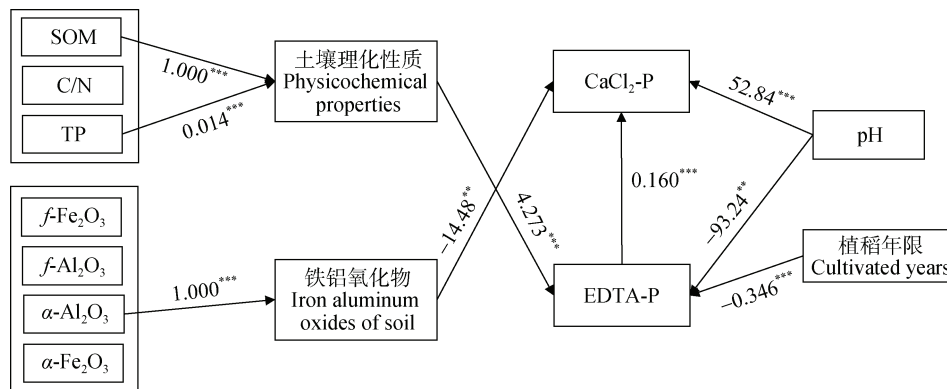 SOM
C/N
TP
1.000***
0.014***
土壤理化性质
Physicochemical
properties
f-Fe₂O₃
f-Al₂O₃
α-Al₂O₃
α-Fe₂O₃
1.000***
铁铝氧化物
Iron aluminum
oxides of soil
−14.48**
4.273***
CaCl₂-P
0.160***
EDTA-P
52.84***
−93.24**
−0.346***
pH
植稻年限
Cultivated years